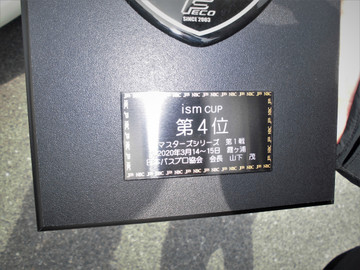 SINCE 2003
ism CUP
第4位
マスターズシリーズ 第1戦
2020年3月14～15日 霞ヶ浦
日本バスプロ協会 会長 山下 茂